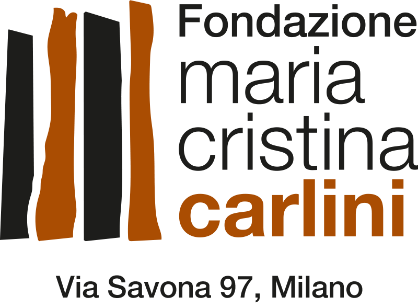 Fondazione
maria
cristina
carlini
Via Savona 97, Milano